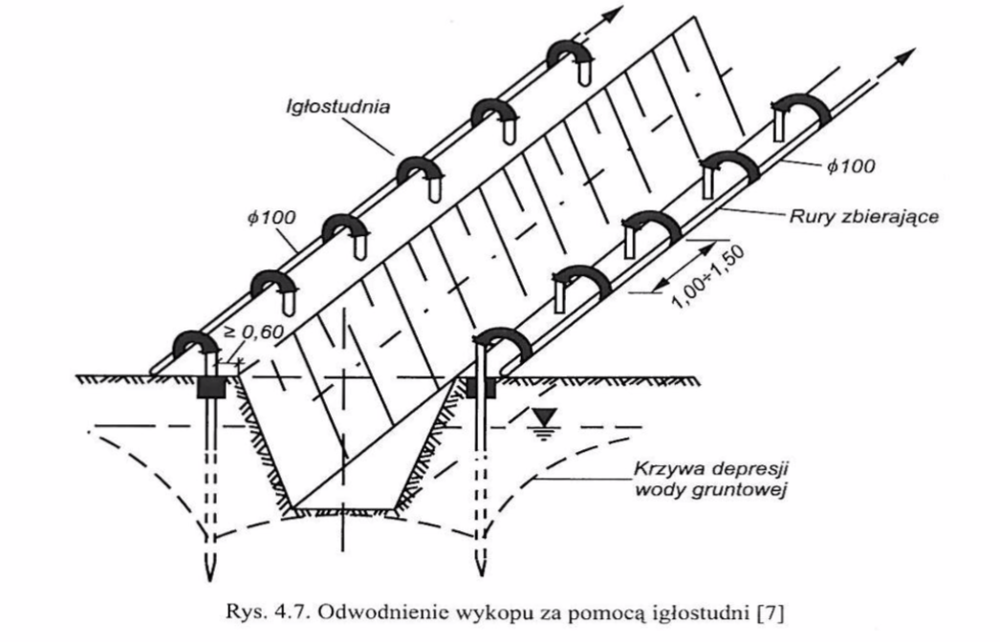 Igłostudnia
ϕ100
ϕ100
Rury zbierające
1,00÷1,50
≥ 0,60
Krzywa depresji
wody gruntowej
Rys. 4.7. Odwodnienie wykopu za pomocą igłostudni [7]